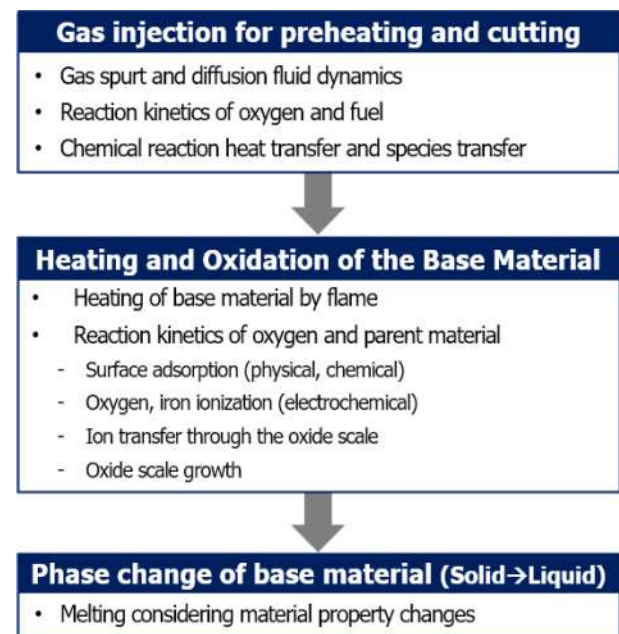 Gas injection for preheating and cutting
• Gas spurt and diffusion fluid dynamics
• Reaction kinetics of oxygen and fuel
• Chemical reaction heat transfer and species transfer
Heating and Oxidation of the Base Material
• Heating of base material by flame
• Reaction kinetics of oxygen and parent material
- Surface adsorption (physical, chemical)
- Oxygen, iron ionization (electrochemical)
- Ion transfer through the oxide scale
- Oxide scale growth
Phase change of base material (Solid→Liquid)
• Melting considering material property changes